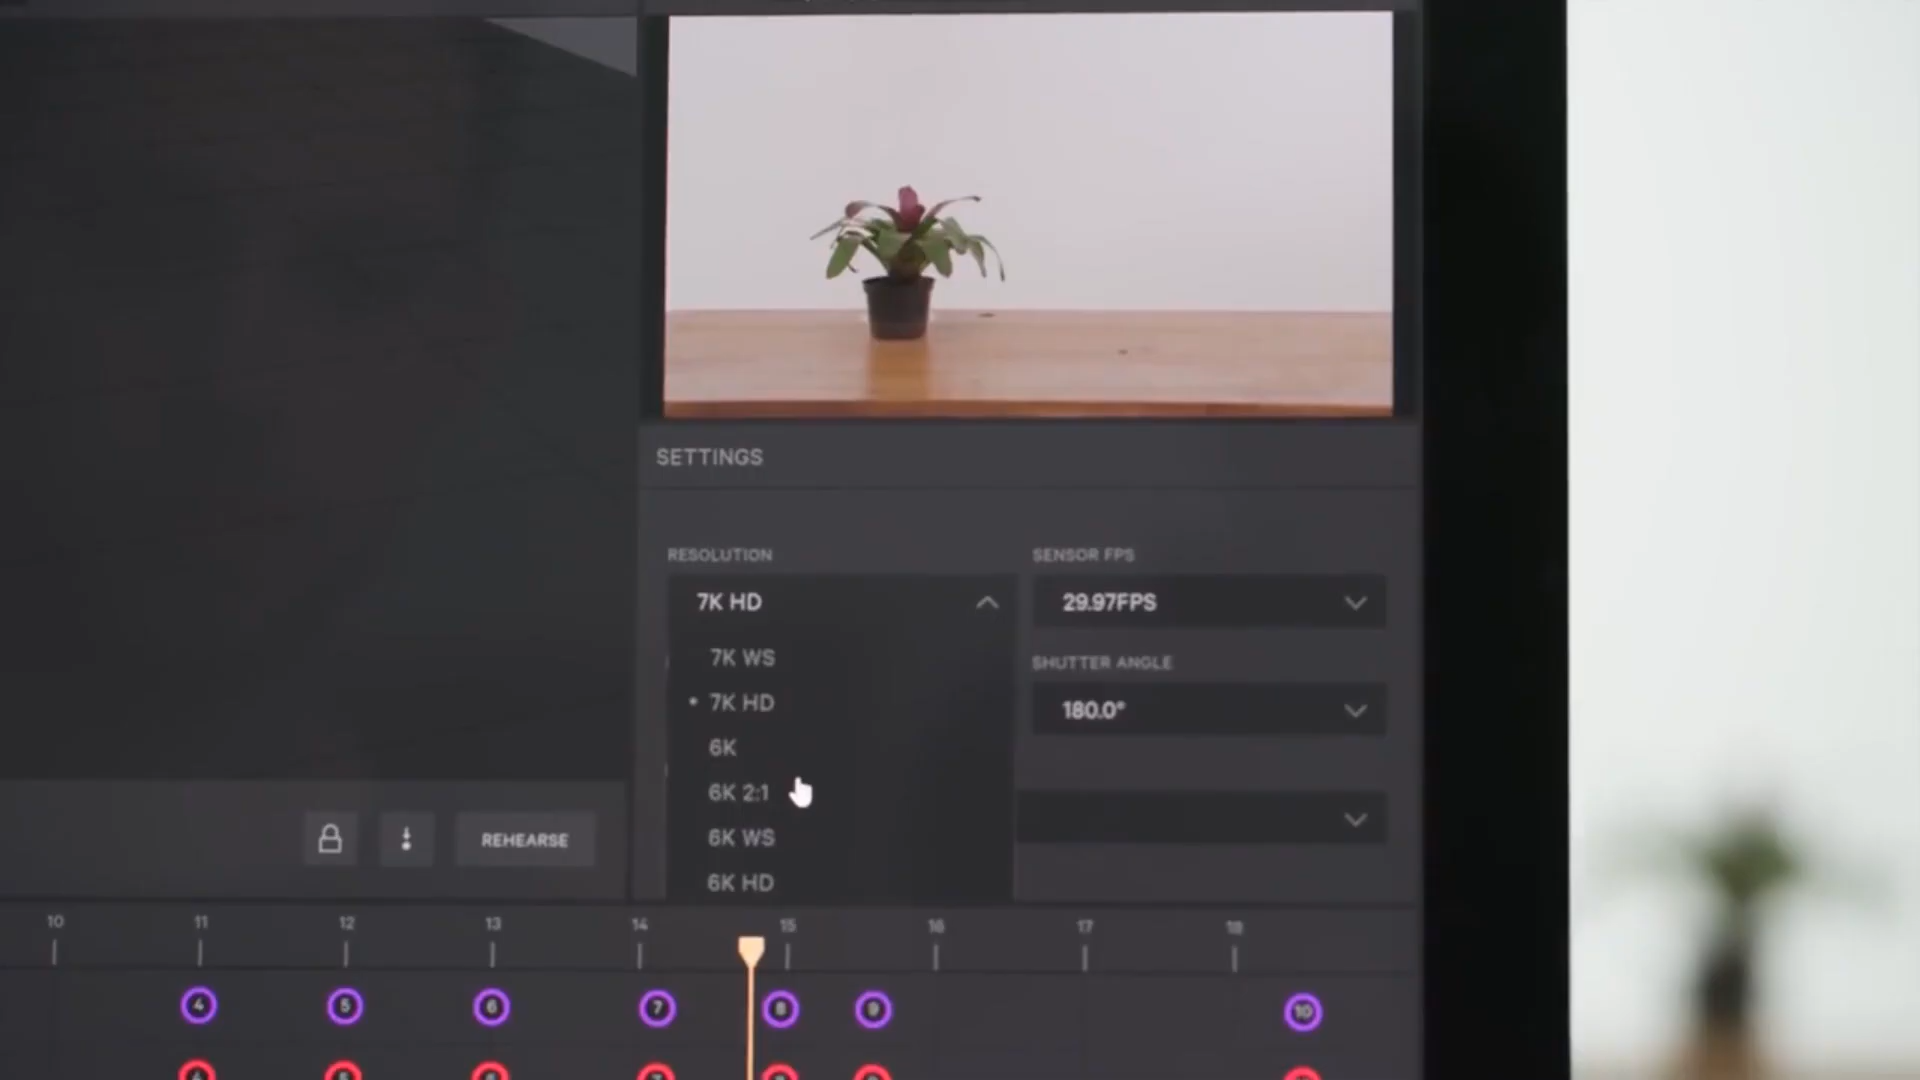 SETTINGS
RESOLUTION
7K HD
7K WS
• 7K HD
6K
6K 2:1
6K WS
6K HD
SENSOR FPS
29.97FPS
SHUTTER ANGLE
180.0°
REHEARSE
10 11 12 13 14 15 16 17 18
4 5 6 7 8 9 10